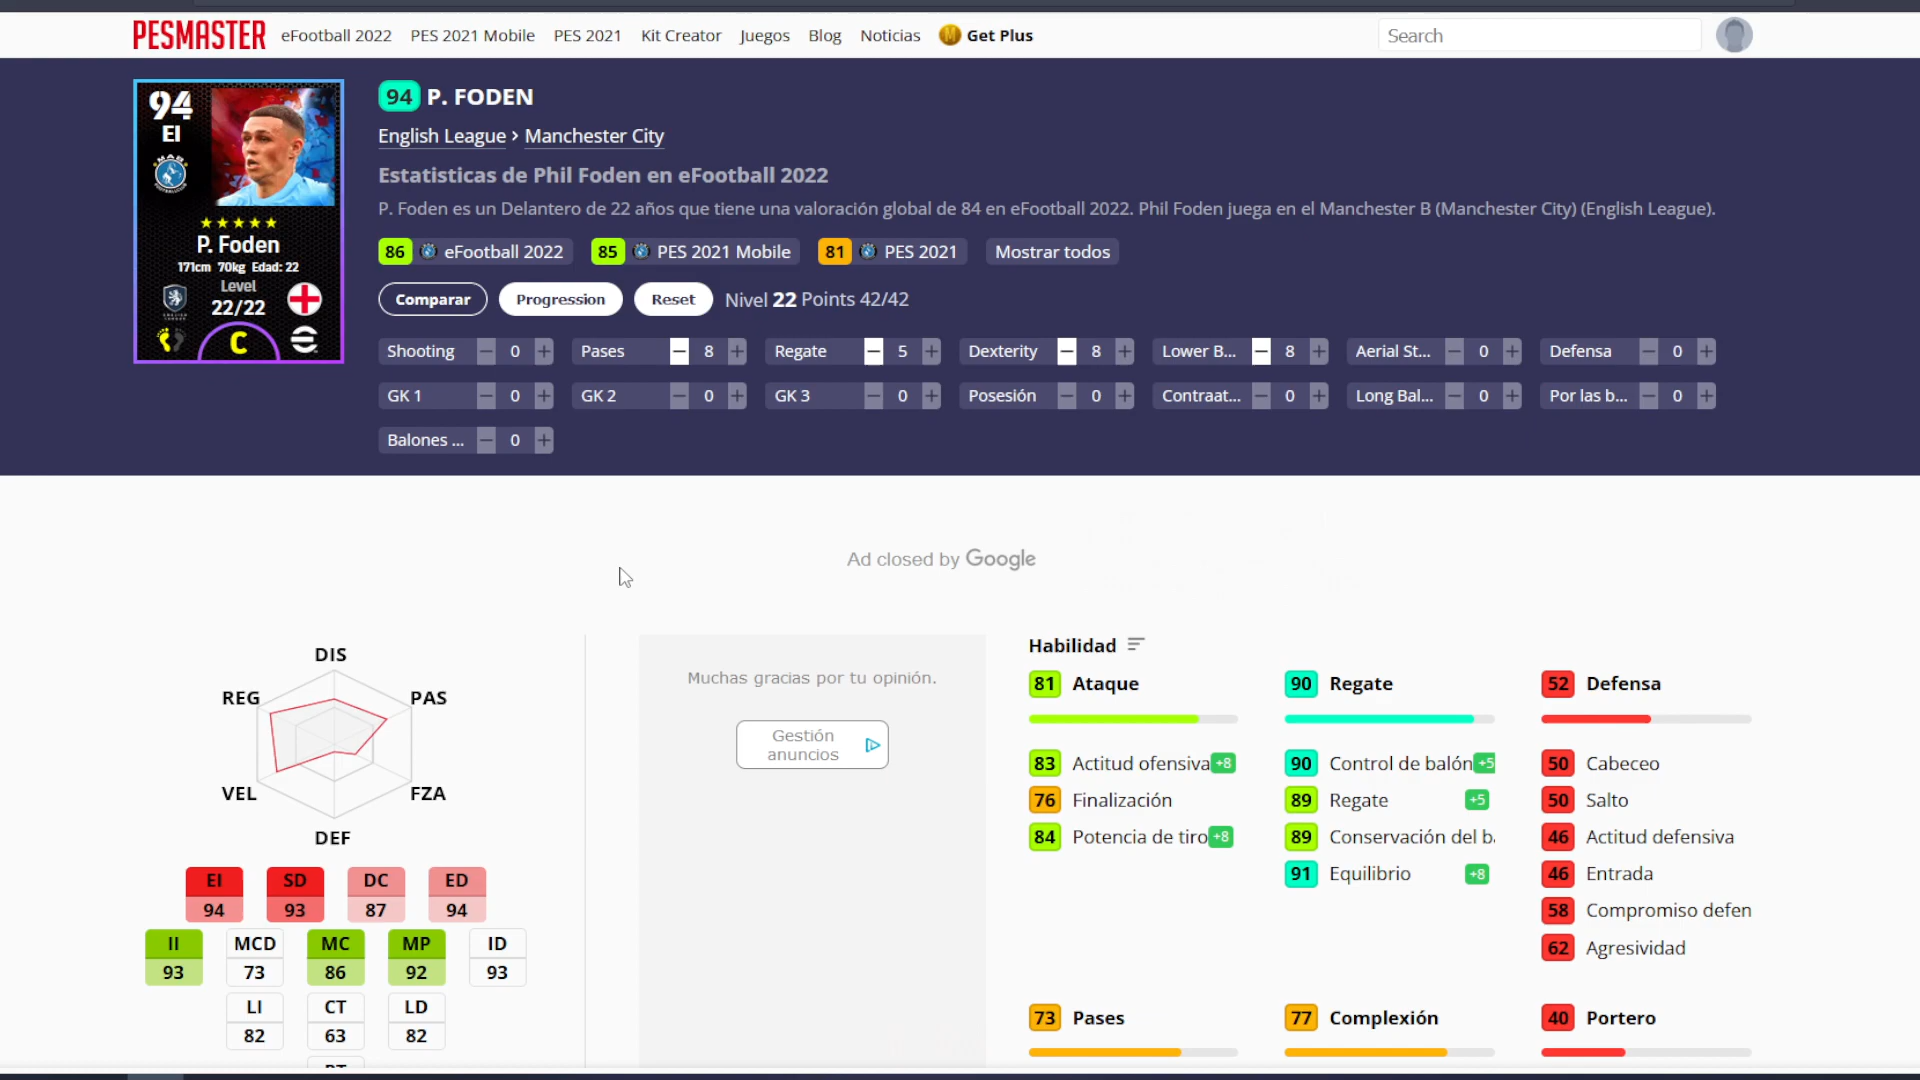 PESMASTER eFootball 2022 PES 2021 Mobile PES 2021 Kit Creator Juegos Blog Noticias Get Plus Search
94
EI
P. Foden
171cm 70kg Edad: 22
Level
22/22
C
94 P. FODEN
English League > Manchester City
Estatisticas de Phil Foden en eFootball 2022
P. Foden es un Delantero de 22 años que tiene una valoración global de 84 en eFootball 2022. Phil Foden juega en el Manchester B (Manchester City) (English League).
86 eFootball 2022 85 PES 2021 Mobile 81 PES 2021 Mostrar todos
Comparar Progression Reset Nivel 22 Points 42/42
Shooting − 0 + Pases − 8 + Regate − 5 + Dexterity − 8 + Lower B... − 8 + Aerial St... − 0 + Defensa − 0 +
GK 1 − 0 + GK 2 − 0 + GK 3 − 0 + Posesión − 0 + Contraat... − 0 + Long Bal... − 0 + Por las b... − 0 +
Balones ... − 0 +
Ad closed by Google
DIS
REG PAS
VEL FZA
DEF
EI SD DC ED
94 93 87 94
II MCD MC MP ID
93 73 86 92 93
LI CT LD
82 63 82
Muchas gracias por tu opinión.
Gestión
anuncios
Habilidad
81 Ataque
83 Actitud ofensiva +8
76 Finalización
84 Potencia de tiro +8
90 Regate
90 Control de balón +5
89 Regate +5
89 Conservación del b
91 Equilibrio +8
52 Defensa
50 Cabeceo
50 Salto
46 Actitud defensiva
46 Entrada
58 Compromiso defen
62 Agresividad
73 Pases
77 Complexión
40 Portero